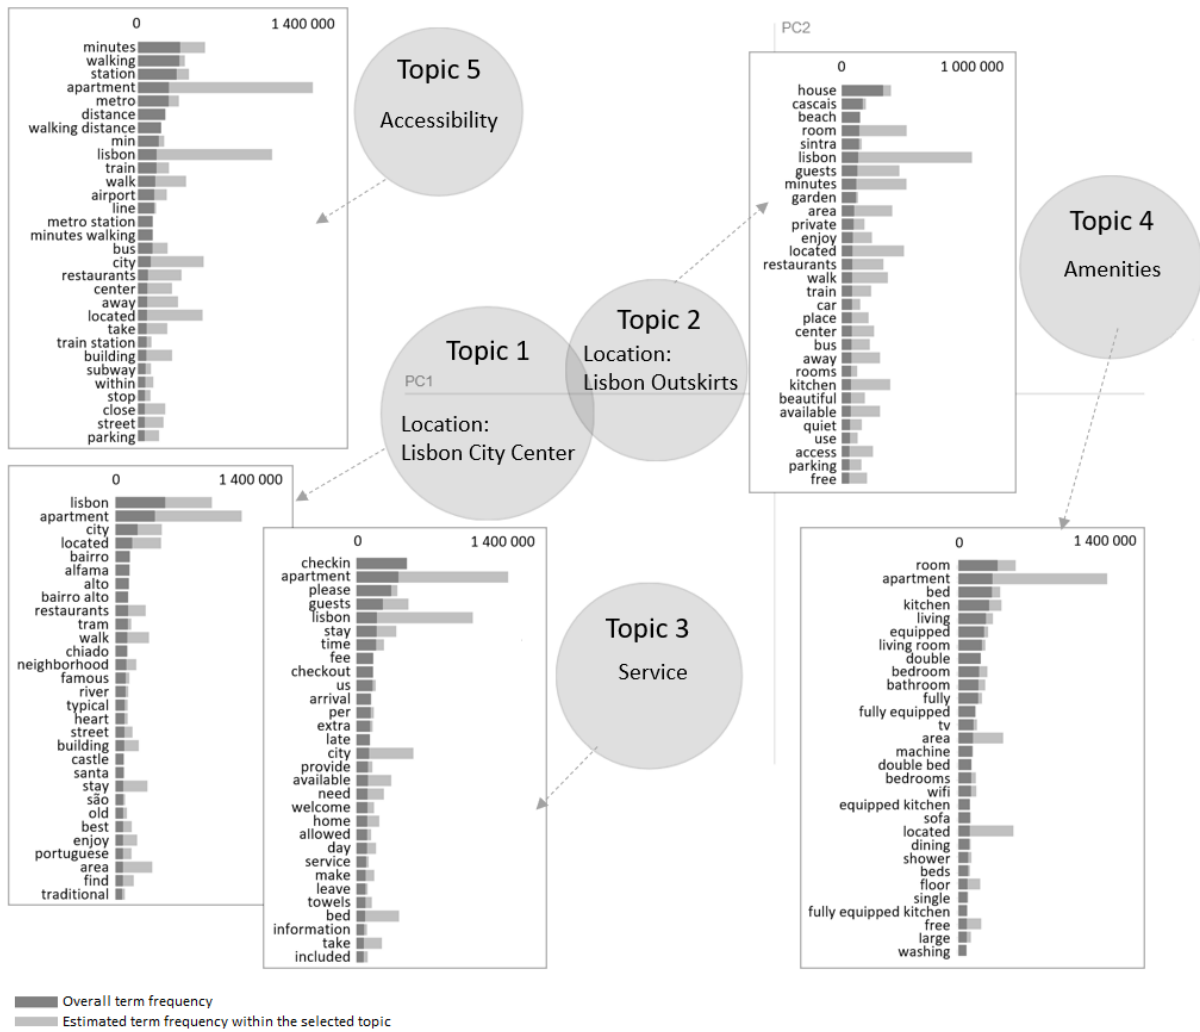 0 1 400 000
minutes
walking
station
apartment
metro
distance
walking distance
min
lisbon
train
walk
airport
line
metro station
minutes walking
bus
city
restaurants
center
away
located
take
train station
building
subway
within
stop
close
street
parking
Topic 5
Accessibility
PC2
0 1 000 000
house
cascais
beach
room
sintra
lisbon
guests
minutes
garden
area
private
enjoy
located
restaurants
walk
train
car
place
center
bus
away
rooms
kitchen
beautiful
available
quiet
use
access
parking
free
Topic 4
Amenities
Topic 2
Location:
Lisbon Outskirts
Topic 1
PC1
Location:
Lisbon City Center
0 1 400 000
lisbon
apartment
city
located
bairro
alfama
alto
bairro alto
restaurants
tram
walk
chiado
neighborhood
famous
river
typical
heart
street
building
castle
santa
stay
são
old
best
enjoy
portuguese
area
find
traditional
0 1 400 000
checkin
apartment
please
guests
lisbon
stay
time
fee
checkout
us
arrival
per
extra
late
city
provide
available
need
welcome
home
allowed
day
service
make
leave
towels
bed
information
take
included
Topic 3
Service
0 1 400 000
room
apartment
bed
kitchen
living
equipped
living room
double
bedroom
bathroom
fully
fully equipped
tv
area
machine
double bed
bedrooms
wifi
equipped kitchen
sofa
located
dining
shower
beds
floor
single
fully equipped kitchen
free
large
washing
Overall term frequency
Estimated term frequency within the selected topic